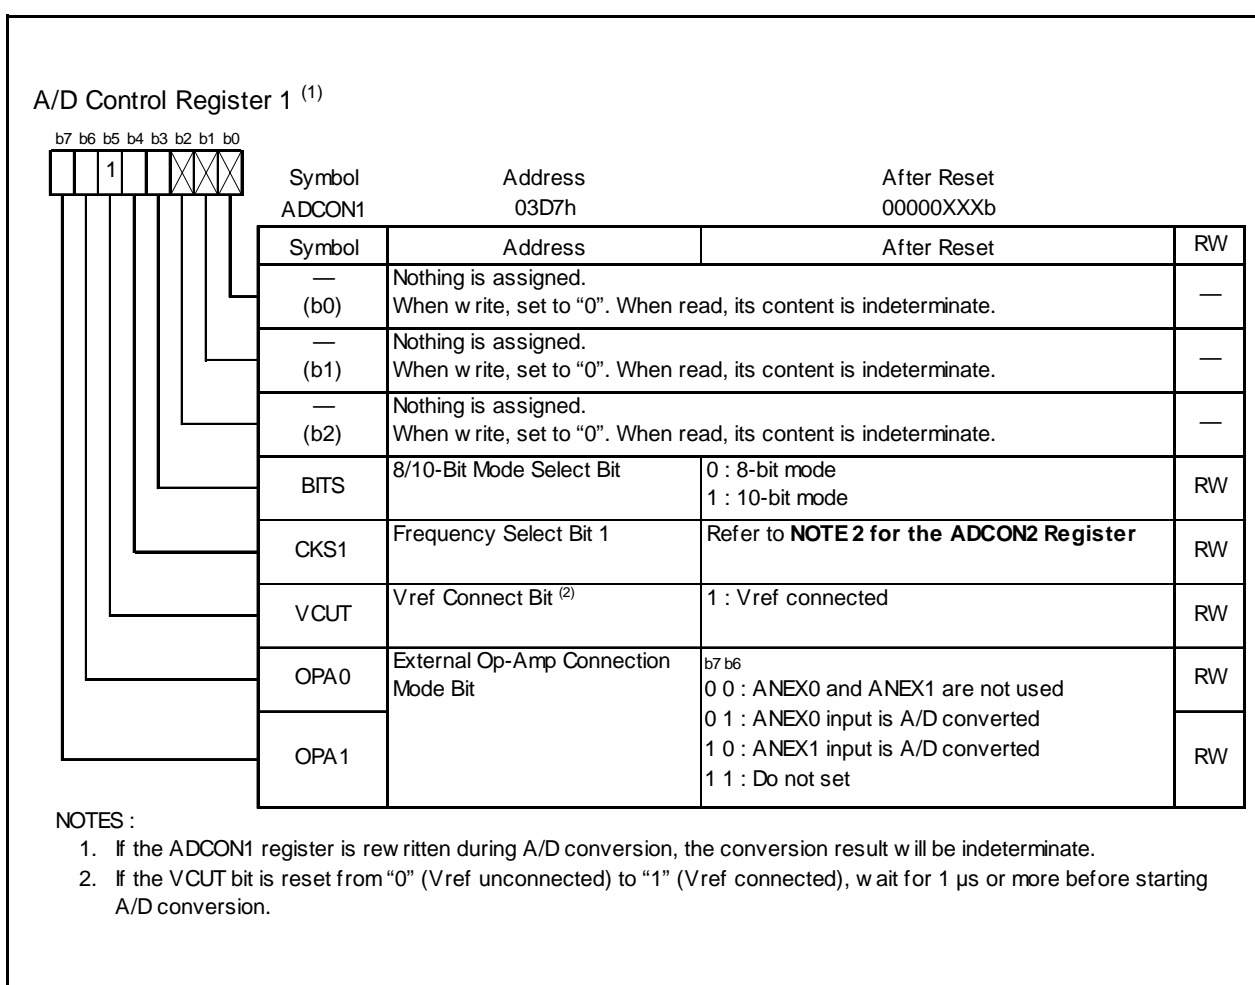 A/D Control Register 1 (1)
b7 b6 b5 b4 b3 b2 b1 b0
1
Symbol Address After Reset
ADCON1 03D7h 00000XXXb
Symbol Address After Reset RW
— Nothing is assigned.
(b0) When write, set to “0”. When read, its content is indeterminate. —
— Nothing is assigned.
(b1) When write, set to “0”. When read, its content is indeterminate. —
— Nothing is assigned.
(b2) When write, set to “0”. When read, its content is indeterminate. —
BITS 8/10-Bit Mode Select Bit 0 : 8-bit mode RW
1 : 10-bit mode
CKS1 Frequency Select Bit 1 Refer to NOTE 2 for the ADCON2 Register RW
VCUT Vref Connect Bit (2) 1 : Vref connected RW
OPA0 External Op-Amp Connection b7 b6 RW
Mode Bit 0 0 : ANEX0 and ANEX1 are not used
0 1 : ANEX0 input is A/D converted
OPA1 1 0 : ANEX1 input is A/D converted RW
1 1 : Do not set
NOTES :
1. If the ADCON1 register is rewritten during A/D conversion, the conversion result will be indeterminate.
2. If the VCUT bit is reset from “0” (Vref unconnected) to “1” (Vref connected), wait for 1 µs or more before starting
A/D conversion.